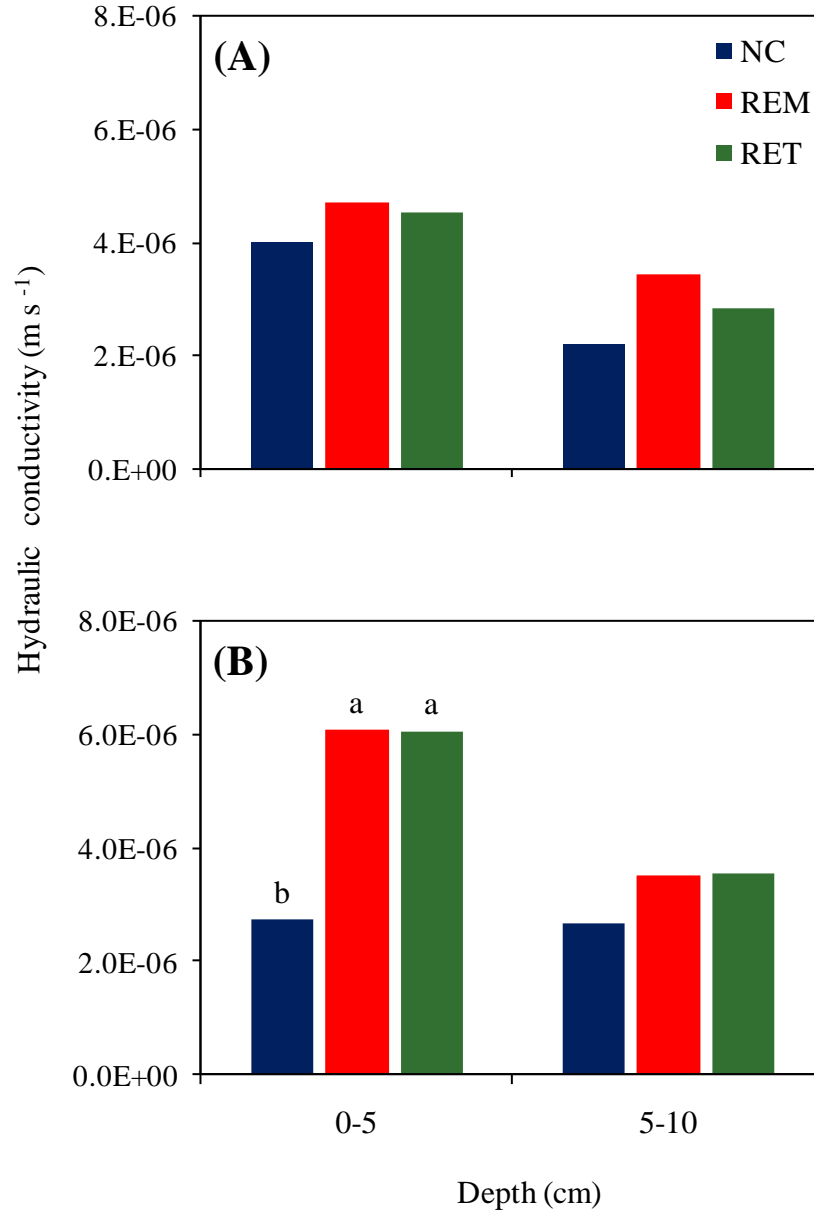 Hydraulic conductivity (m s⁻¹)
(A)
8.E-06
6.E-06
4.E-06
2.E-06
0.E+00
NC
REM
RET
(B)
8.0E-06
6.0E-06
4.0E-06
2.0E-06
0.0E+00
b
a
a
0-5
5-10
Depth (cm)